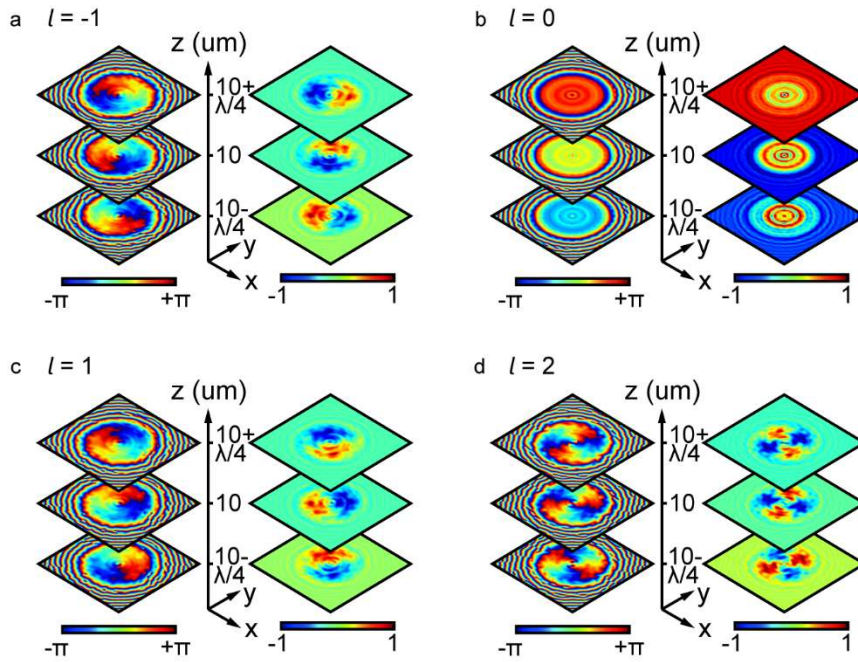 a l = -1
z (um)
10+
λ/4
10
10-
λ/4
y
x
-π +π
-1 1
b l = 0
z (um)
10+
λ/4
10
10-
λ/4
y
x
-π +π
-1 1
c l = 1
z (um)
10+
λ/4
10
10-
λ/4
y
x
-π +π
-1 1
d l = 2
z (um)
10+
λ/4
10
10-
λ/4
y
x
-π +π
-1 1